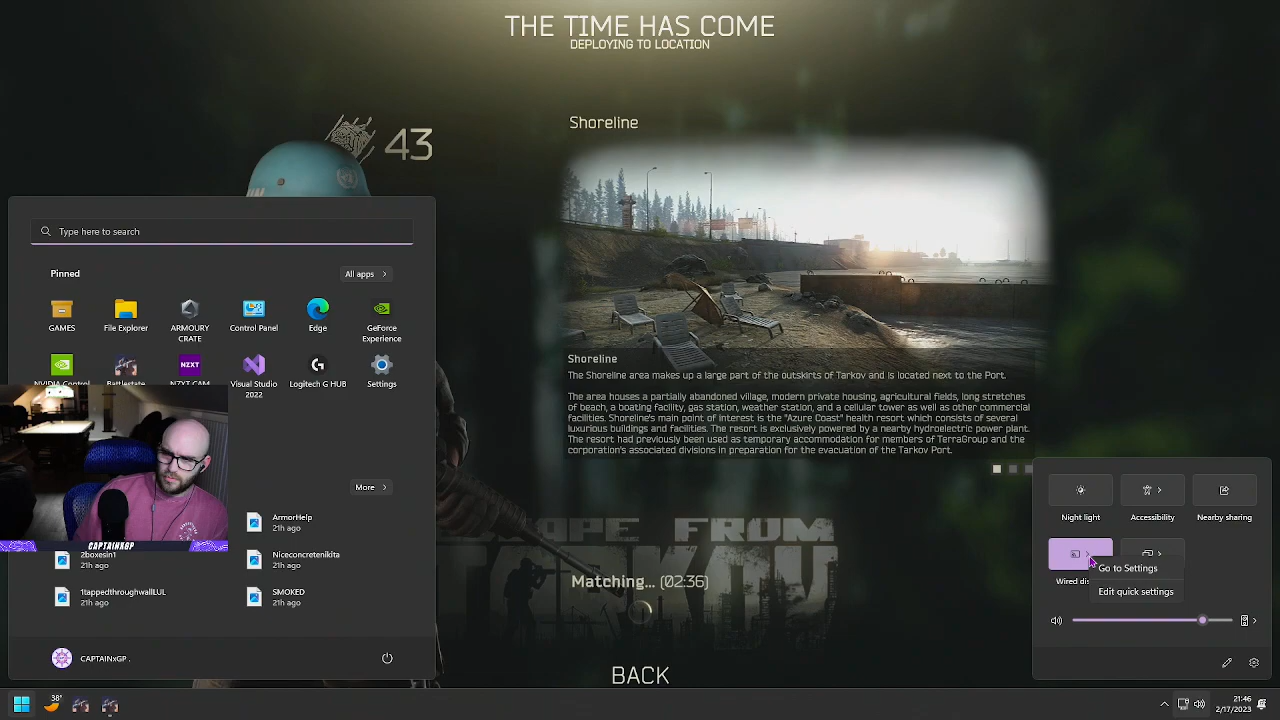 THE TIME HAS COME
DEPLOYING TO LOCATION
43
Shoreline
Type here to search
Pinned
All apps
GAMES
File Explorer
ARMOURY
CRATE
Control Panel
Edge
GeForce
Experience
NVIDIA Control
Battlestate
NZXT CAM
Visual Studio
2022
Logitech G HUB
Settings
More
ArmorHelp
21h ago
2boxesin1
21h ago
Niceconcretenikita
21h ago
1tappedthroughwallLUL
21h ago
SMOKED
21h ago
CAPTAINxGP
CAPTAINxGP .
Shoreline
The Shoreline area makes up a large part of the outskirts of Tarkov and is located next to the Port.
The area houses a partially abandoned village, modern private housing, agricultural fields, long stretches
of beach, a boating facility, gas station, weather station, and a cellular tower as well as other commercial
facilities. Shoreline's main point of interest is the "Azure Coast" health resort, which consists of several
luxurious buildings and facilities. The resort is exclusively powered by a nearby hydroelectric power plant.
The resort had previously been used as temporary accommodation for members of TerraGroup and the
corporation's associated divisions in preparation for the evacuation of the Tarkov Port.
FROM
Matching... (02:36)
BACK
Night light
Accessibility
Nearby sharing
Wired
Go to Settings
Edit quick settings
38°
21:46
2/17/2023